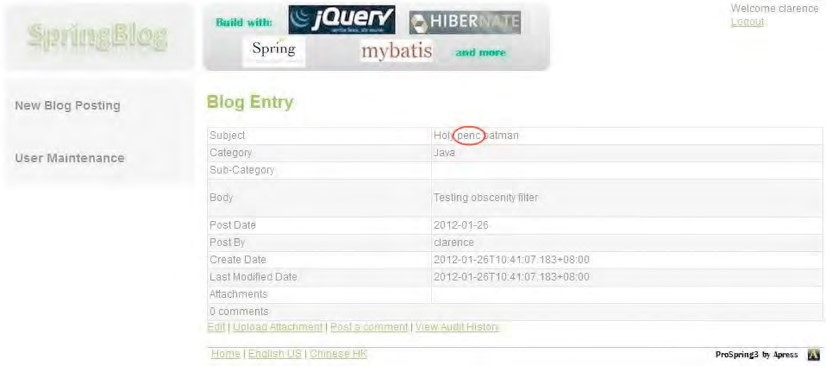 SpringBlog
Build with: jQuery HIBERNATE
Spring mybatis and more
Welcome clarence
Logout
New Blog Posting
User Maintenance
Blog Entry
Subject Holy penc batman
Category Java
Sub-Category
Body Testing obscenity filter
Post Date 2012-01-26
Post By clarence
Create Date 2012-01-26T10:41:07.183+08:00
Last Modified Date 2012-01-26T10:41:07.183+08:00
Attachments
0 comments
Edit | Upload Attachment | Post a comment | View Audit History
Home | English US | Chinese HK
ProSpring3 by Apress